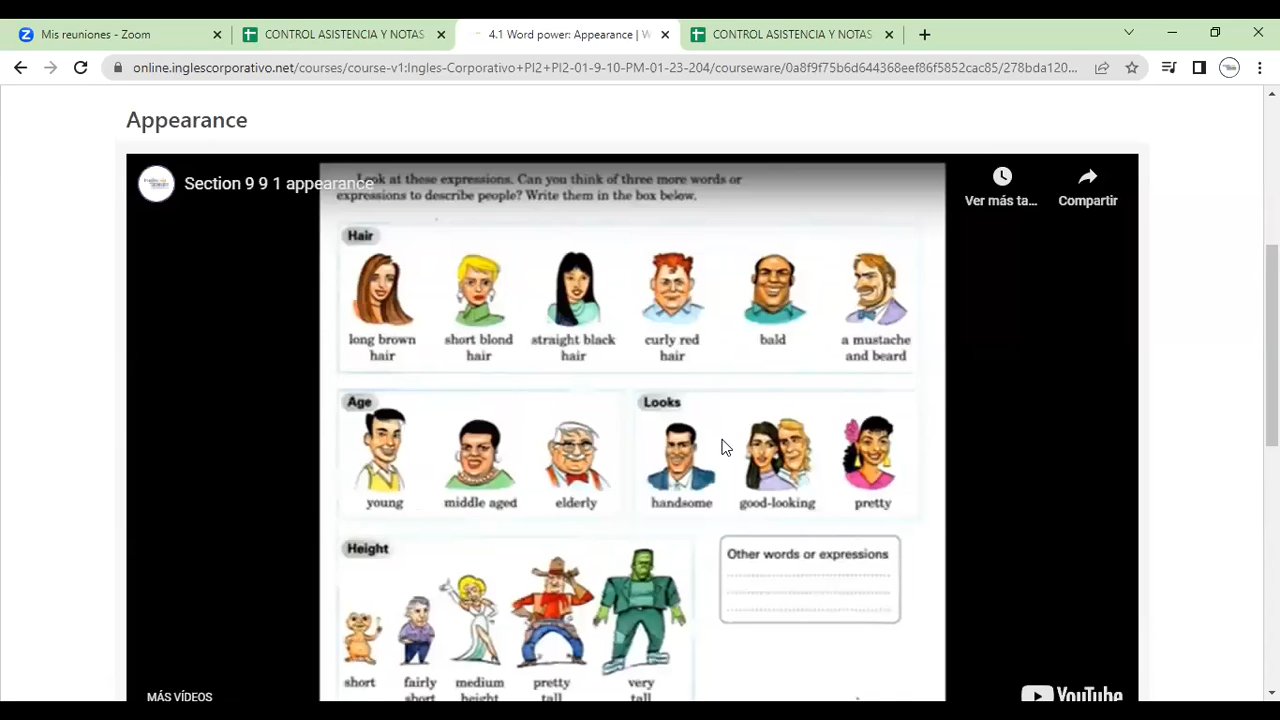 Mis reuniones - Zoom
CONTROL ASISTENCIA Y NOTAS
4.1 Word power: Appearance | W
CONTROL ASISTENCIA Y NOTAS
online.inglescorporativo.net/courses/course-v1:Ingles-Corporativo+PI2+PI2-01-9-10-PM-01-23-204/courseware/0a8f9f75b6d644368eef86f5852cac85/278bda120...
Appearance
Section 9 9 1 appearance
Look at these expressions. Can you think of three more words or
expressions to describe people? Write them in the box below.
Ver más ta...
Compartir
Hair
long brown hair
short blond hair
straight black hair
curly red hair
bald
a mustache and beard
Age
young
middle aged
elderly
Looks
handsome
good-looking
pretty
Height
short
fairly short
medium height
pretty tall
very tall
Other words or expressions
MÁS VÍDEOS
YouTube